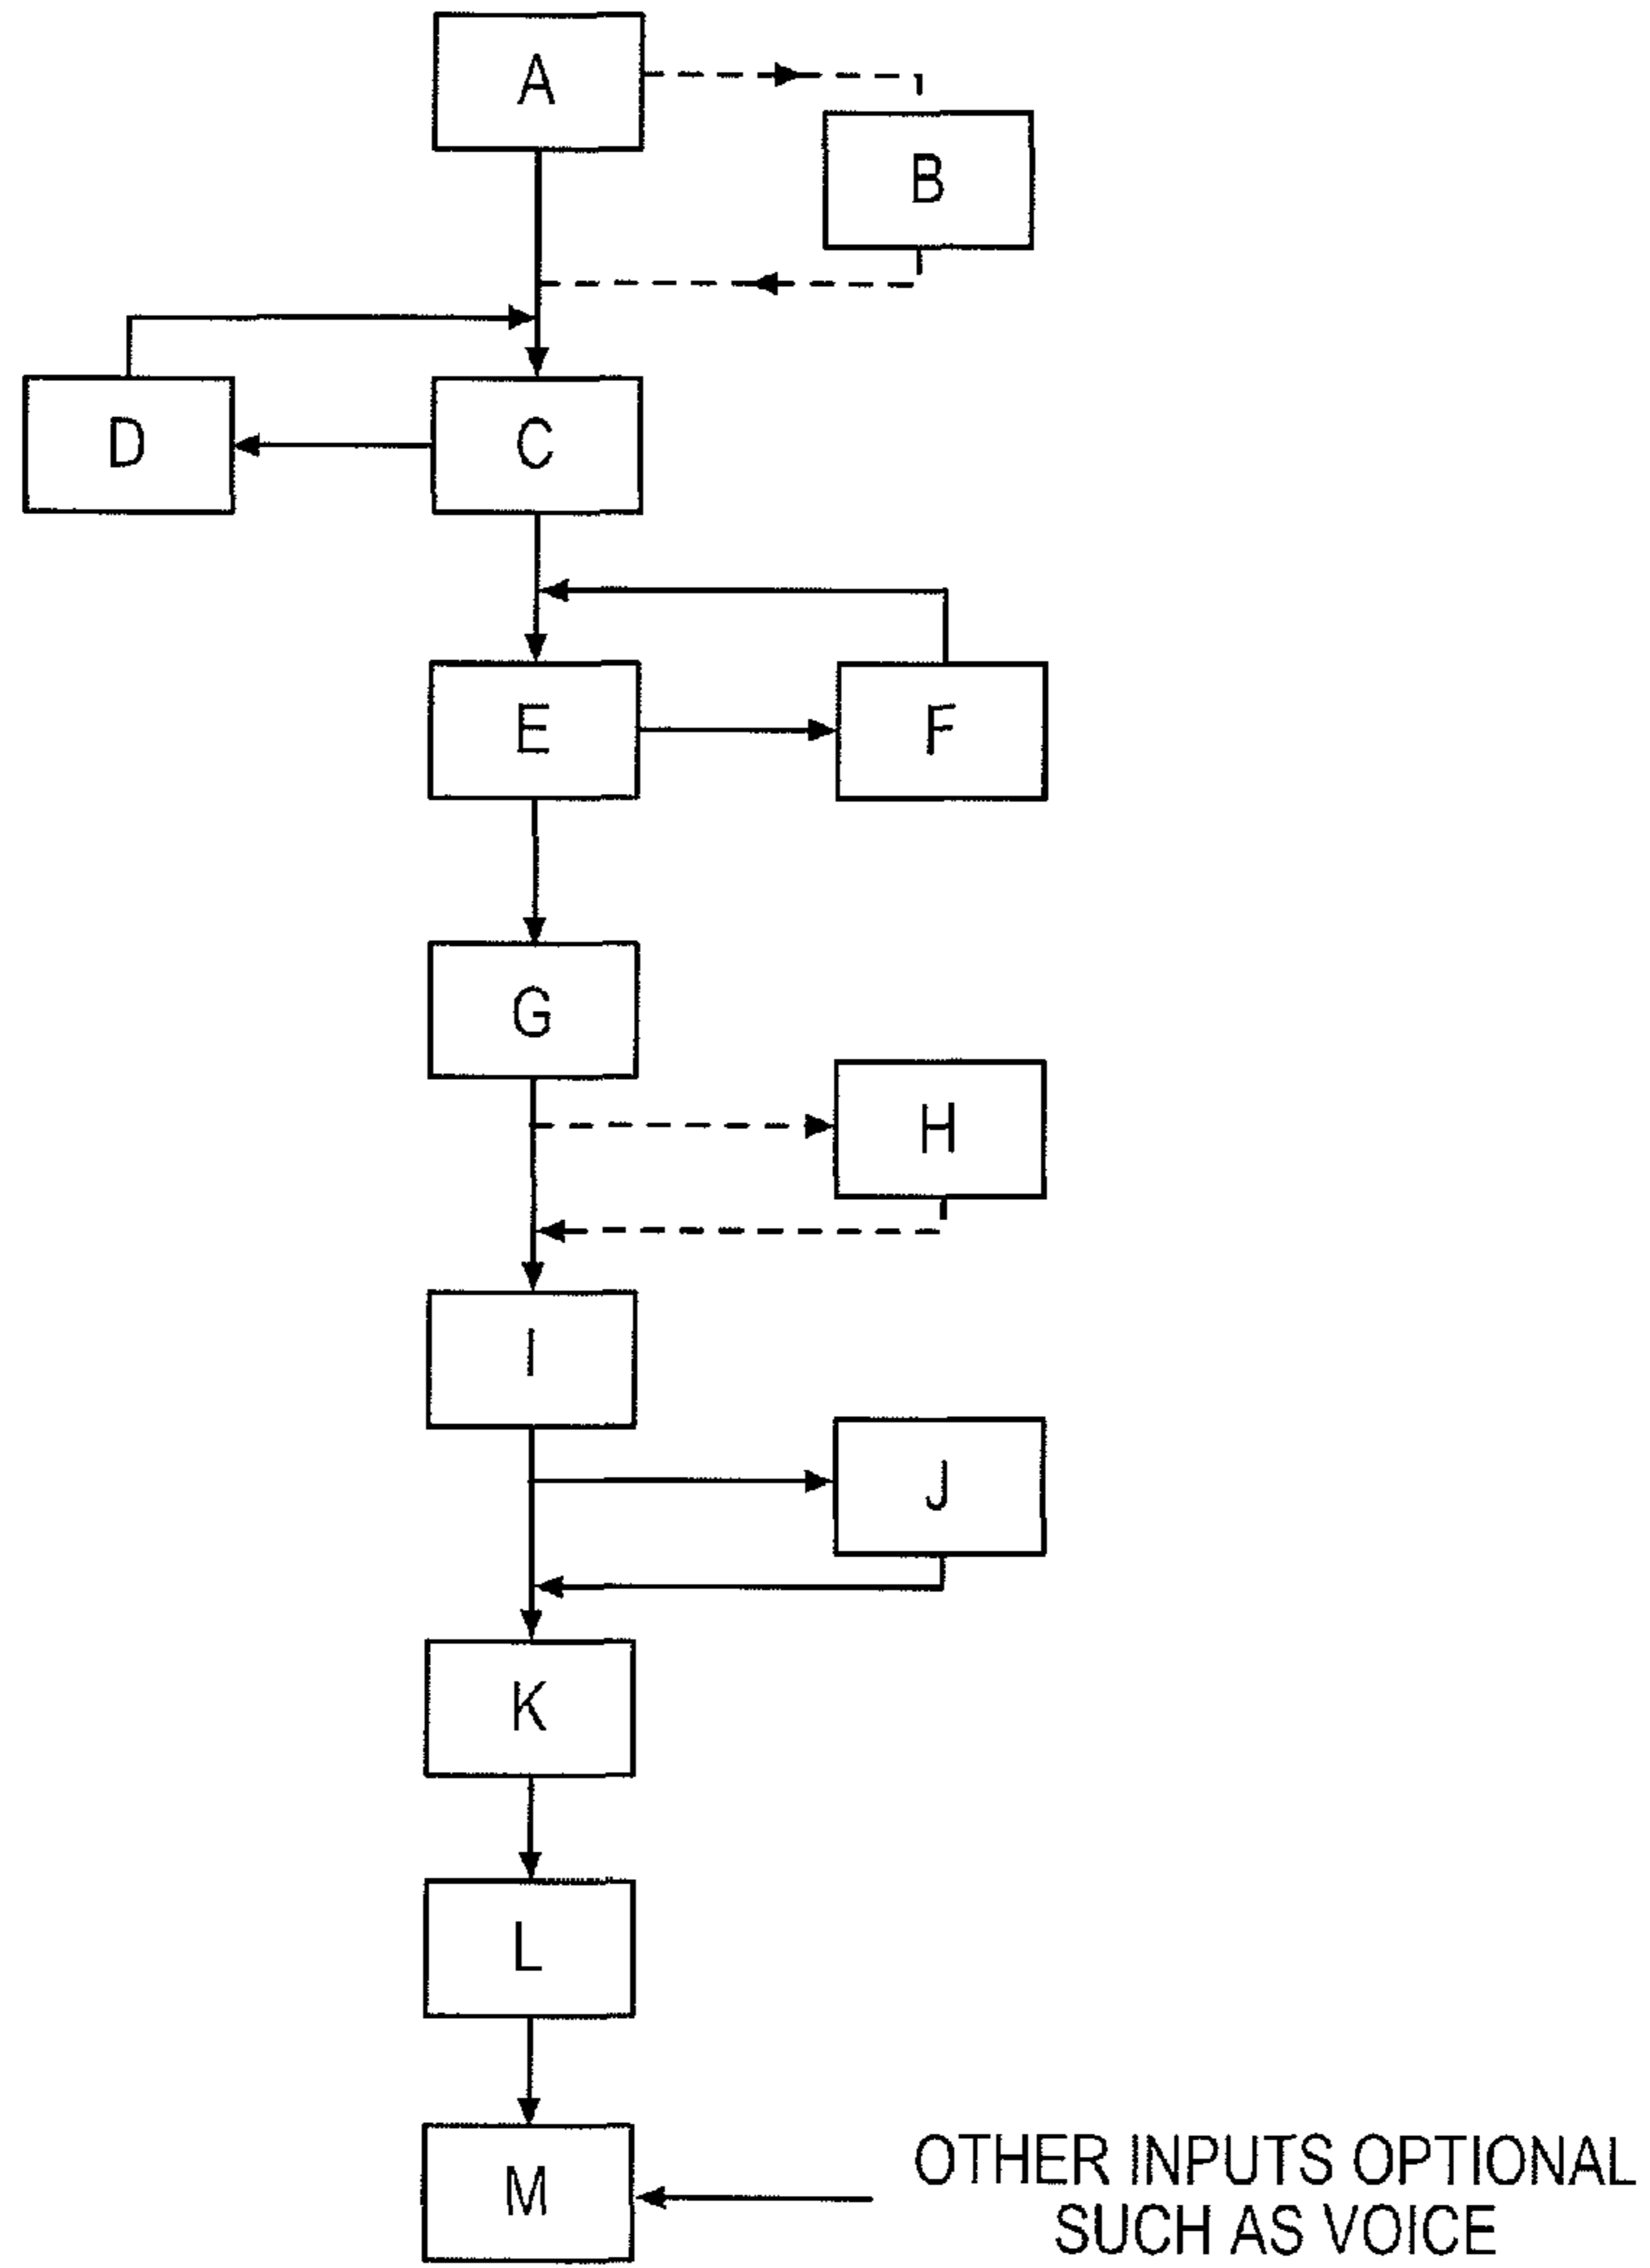 A
B
D
C
E
F
G
H
I
J
K
L
M
OTHER INPUTS OPTIONAL
SUCH AS VOICE